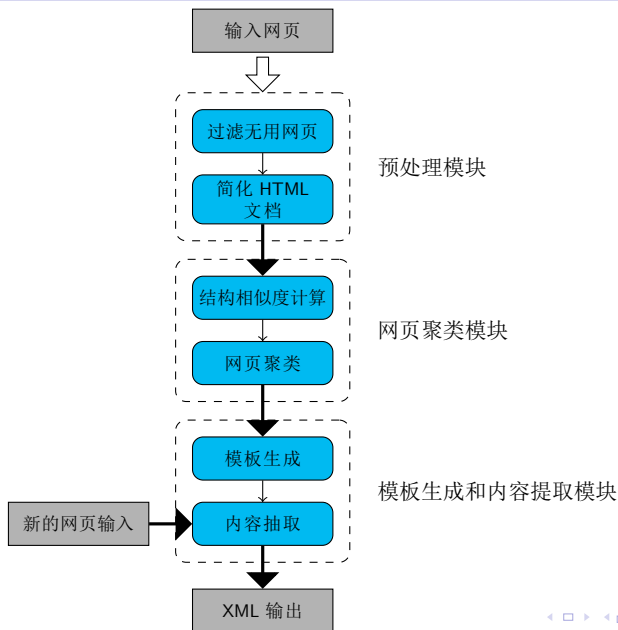 输入网页
过滤无用网页
预处理模块
简化 HTML
文档
结构相似度计算
网页聚类模块
网页聚类
模板生成
模板生成和内容提取模块
新的网页输入
内容抽取
XML 输出